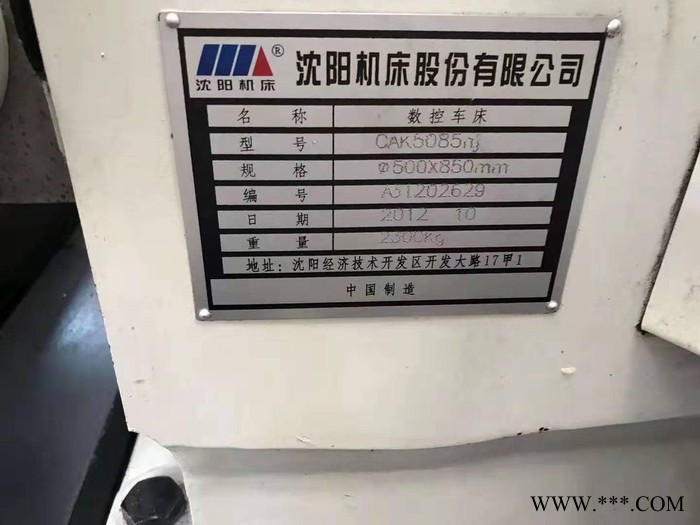 沈阳机床 ® 沈阳机床股份有限公司
名 称 数控车床
型 号 CAK5085nj
规 格 Φ500X850mm
编 号 A31202629
日 期 2012 10
重 量 2300Kg
地址：沈阳经济技术开发区开发大路17甲1
中国制造
WWW.***.COM